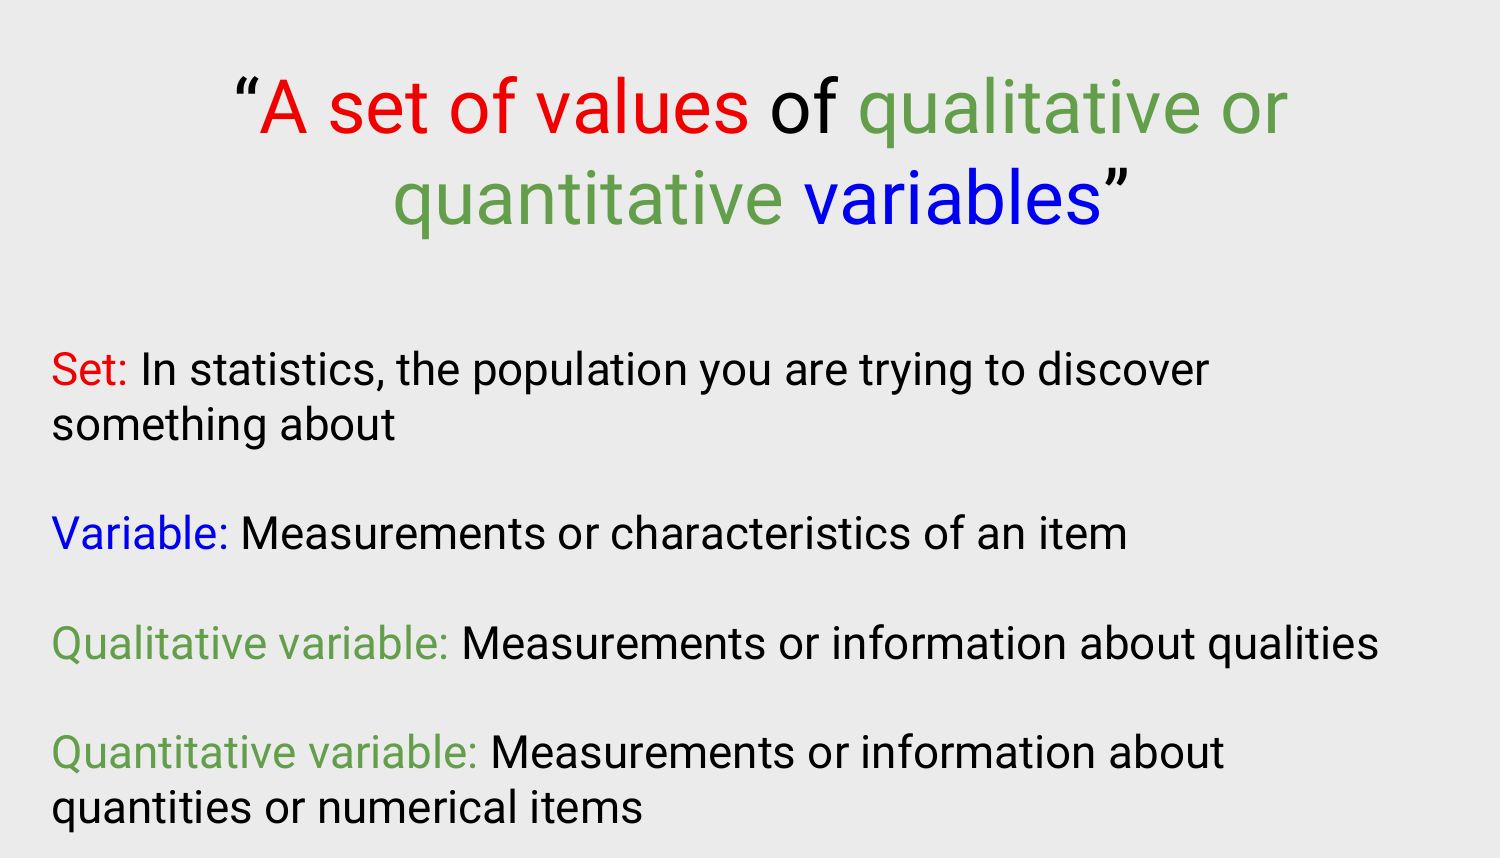 “A set of values of qualitative or
quantitative variables”
Set: In statistics, the population you are trying to discover
something about
Variable: Measurements or characteristics of an item
Qualitative variable: Measurements or information about qualities
Quantitative variable: Measurements or information about
quantities or numerical items